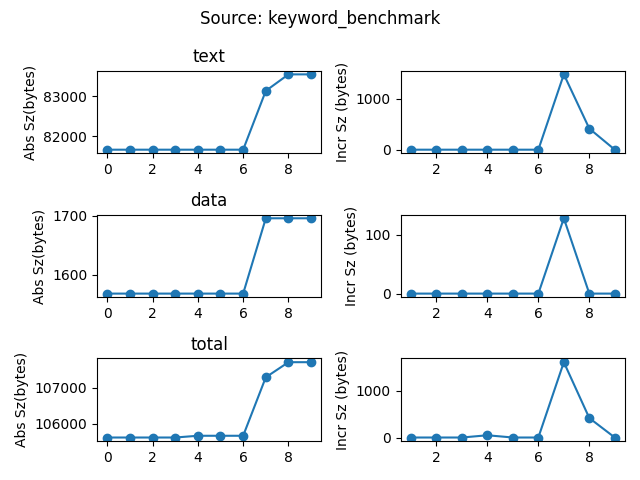 Source: keyword_benchmark
text
Abs Sz(bytes)
83000
82000
0 2 4 6 8
Incr Sz (bytes)
1000
0
2 4 6 8
data
Abs Sz(bytes)
1700
1600
0 2 4 6 8
Incr Sz (bytes)
100
0
2 4 6 8
total
Abs Sz(bytes)
107000
106000
0 2 4 6 8
Incr Sz (bytes)
1000
0
2 4 6 8